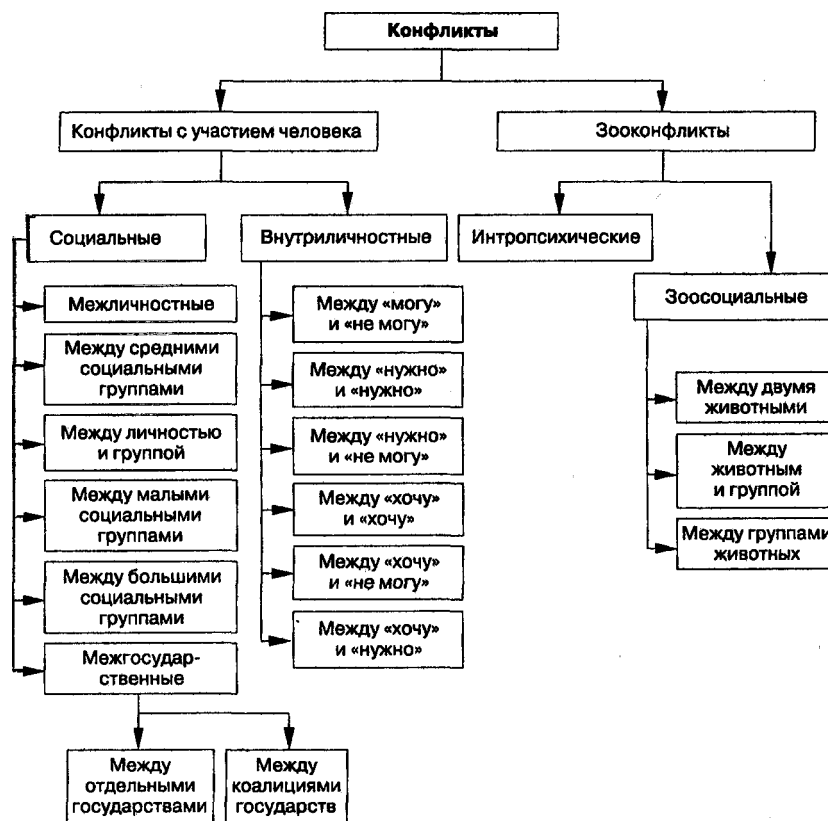 Конфликты
Конфликты с участием человека
Зооконфликты
Социальные
Внутриличностные
Интропсихические
Зоосоциальные
Межличностные
Между средними
социальными
группами
Между личностью
и группой
Между малыми
социальными
группами
Между большими
социальными
группами
Межгосудар-
ственные
Между
отдельными
государствами
Между
коалициями
государств
Между «могу»
и «не могу»
Между «нужно»
и «нужно»
Между «нужно»
и «не могу»
Между «хочу»
и «хочу»
Между «хочу»
и «не могу»
Между «хочу»
и «нужно»
Между двумя
животными
Между
животным
и группой
Между группами
животных